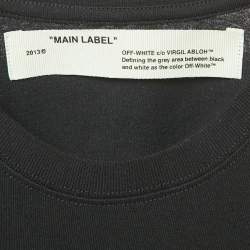 "MAIN LABEL"
2013©
OFF-WHITE c/o VIRGIL ABLOH™
Defining the grey area between black
and white as the color Off-White™